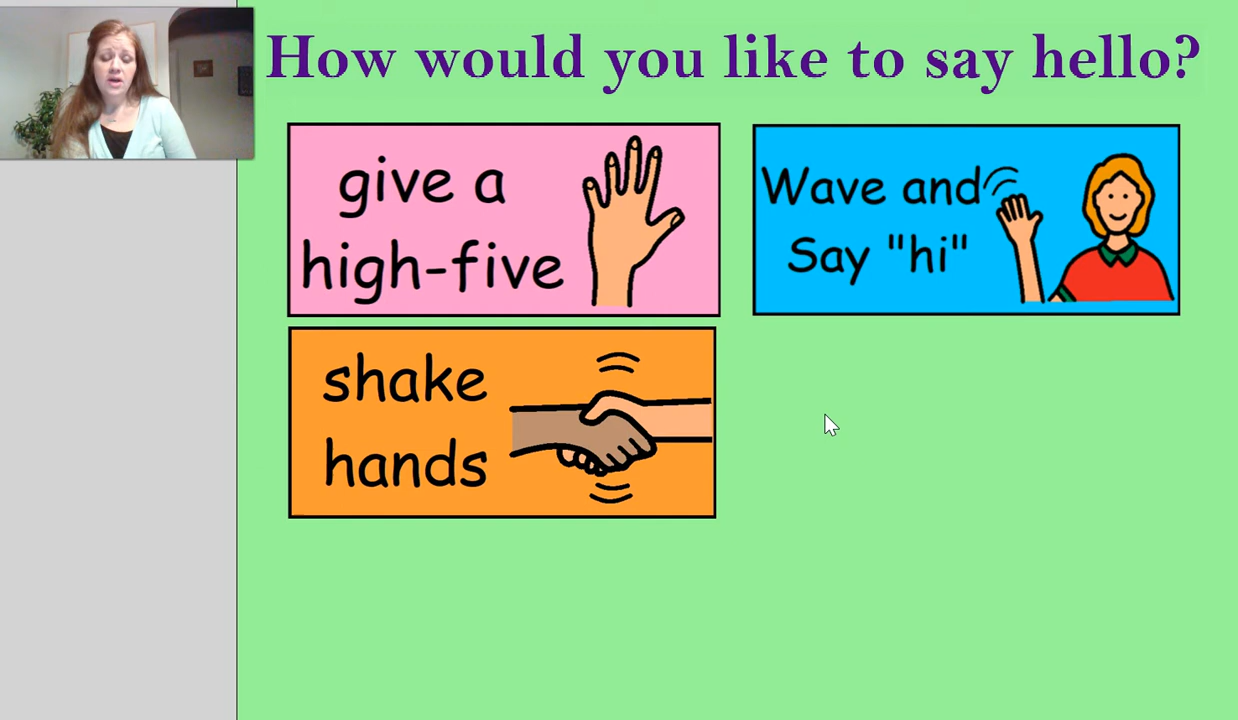 How would you like to say hello?
give a
high-five
Wave and
Say "hi"
shake
hands